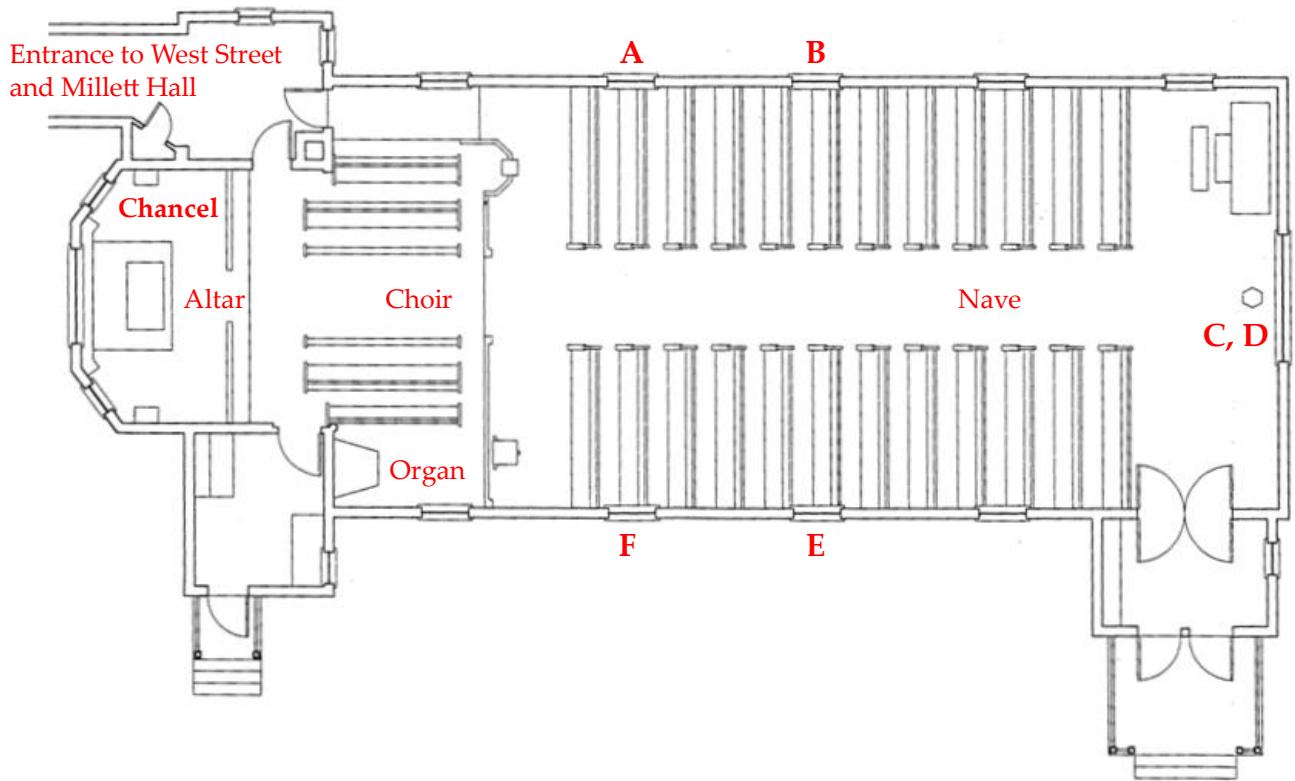 Entrance to West Street
and Millett Hall
A
B
Chancel
Altar
Choir
Nave
C, D
Organ
F
E